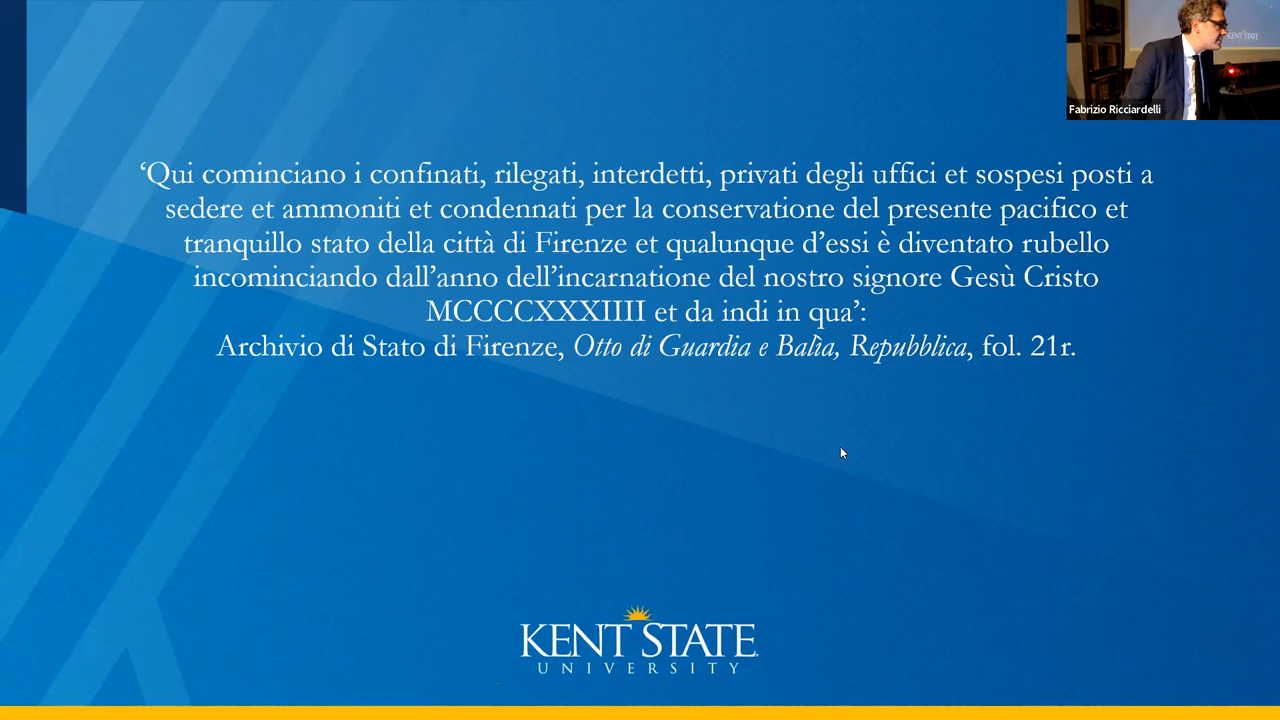 KENT STATE
Fabrizio Ricciardelli
‘Qui cominciano i confinati, rilegati, interdetti, privati degli uffici et sospesi posti a
sedere et ammoniti et condennati per la conservatione del presente pacifico et
tranquillo stato della città di Firenze et qualunque d’essi è diventato rubello
incominciando dall’anno dell’incarnatione del nostro signore Gesù Cristo
MCCCCXXXIIII et da indi in qua’:
Archivio di Stato di Firenze, Otto di Guardia e Balìa, Repubblica, fol. 21r.
KENT STATE
UNIVERSITY